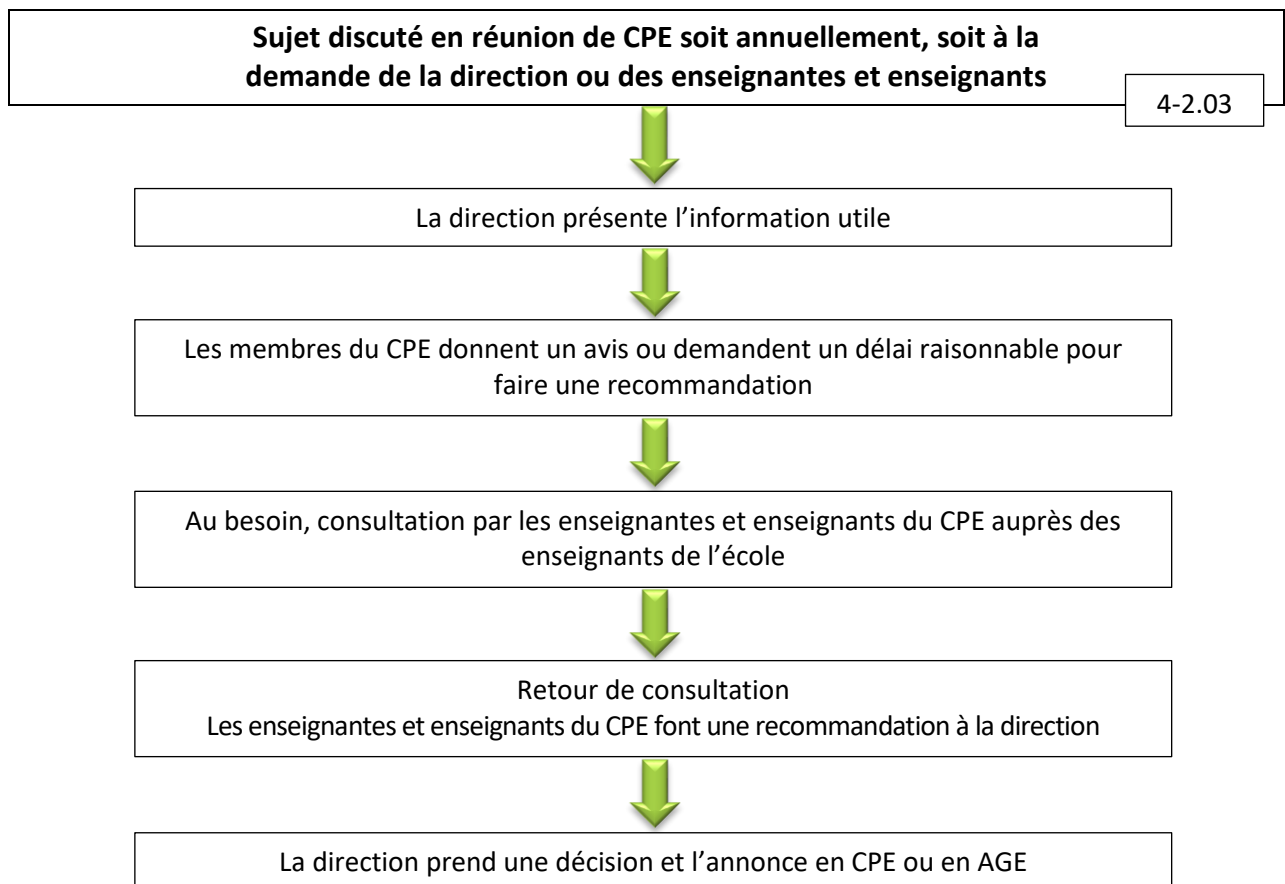 Sujet discuté en réunion de CPE soit annuellement, soit à la
demande de la direction ou des enseignantes et enseignants
4-2.03
La direction présente l’information utile
Les membres du CPE donnent un avis ou demandent un délai raisonnable pour
faire une recommandation
Au besoin, consultation par les enseignantes et enseignants du CPE auprès des
enseignants de l’école
Retour de consultation
Les enseignantes et enseignants du CPE font une recommandation à la direction
La direction prend une décision et l’annonce en CPE ou en AGE